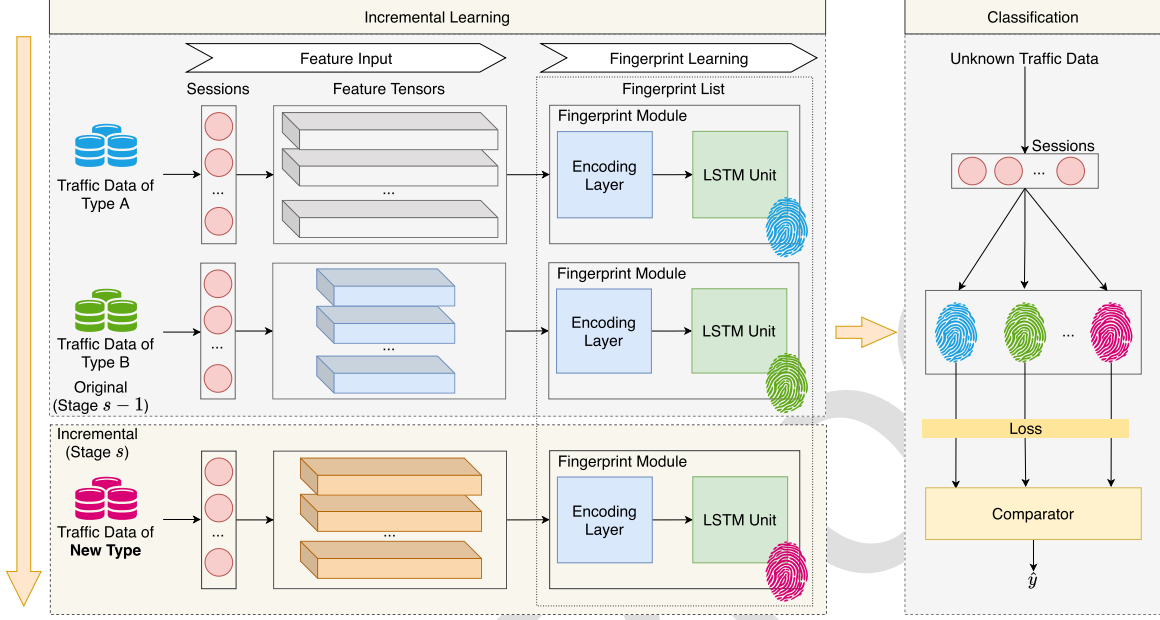 Incremental Learning
Classification
Feature Input
Fingerprint Learning
Sessions
Feature Tensors
Fingerprint List
Traffic Data of
Type A
...
...
Fingerprint Module
Encoding
Layer
LSTM Unit
Traffic Data of
Type B
Original
(Stage s − 1)
...
...
Fingerprint Module
Encoding
Layer
LSTM Unit
Incremental
(Stage s)
Traffic Data of
New Type
...
...
Fingerprint Module
Encoding
Layer
LSTM Unit
Unknown Traffic Data
Sessions
...
...
Loss
Comparator
ŷ